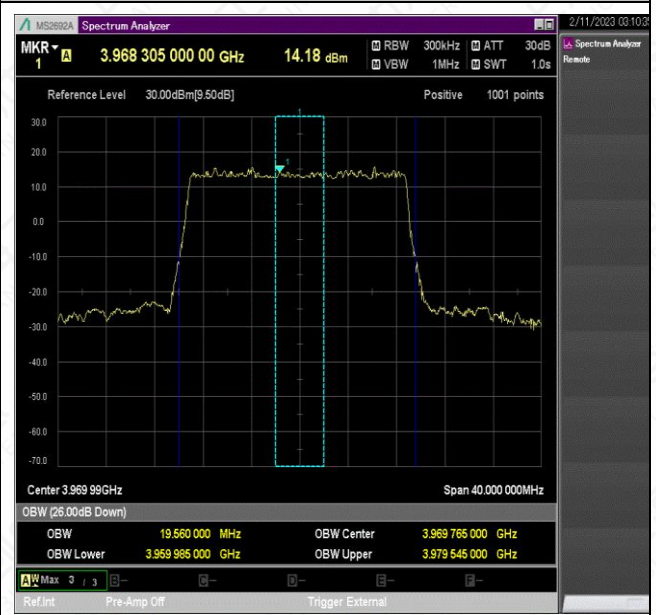 MS2692A Spectrum Analyzer 2/11/2023 03:10:35
MKR 1 A 3.968 305 000 00 GHz 14.18 dBm M RBW 300kHz M ATT 30dB
M VBW 1MHz M SWT 1.0s
Spectrum Analyzer
Remote
Reference Level 30.00dBm[9.50dB] Positive 1001 points
1
30.0
20.0
1
10.0
0.0
-10.0
-20.0
-30.0
-40.0
-50.0
-60.0
-70.0
Center 3.969 99GHz Span 40.000 000MHz
OBW (26.00dB Down)
OBW 19.560 000 MHz OBW Center 3.969 765 000 GHz
OBW Lower 3.959 985 000 GHz OBW Upper 3.979 545 000 GHz
A W Max 3 / 3 B- C- D- E- F-
Ref.Int Pre-Amp Off Trigger External